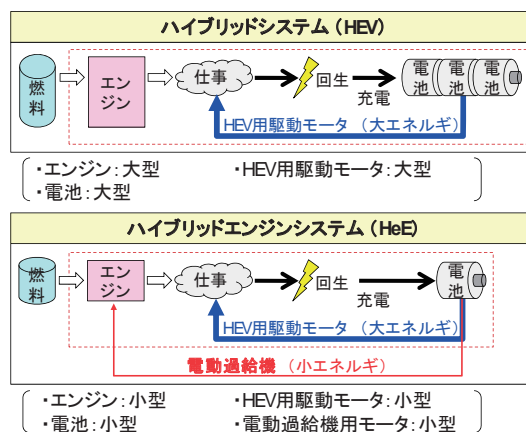 ハイブリッドシステム（HEV）
燃料
エンジン
仕事
回生
充電
電池
電池
電池
HEV用駆動モータ（大エネルギ）
・エンジン：大型
・HEV用駆動モータ：大型
・電池：大型
ハイブリッドエンジンシステム（HeE）
燃料
エンジン
仕事
回生
充電
電池
HEV用駆動モータ（大エネルギ）
電動過給機（小エネルギ）
・エンジン：小型
・HEV用駆動モータ：小型
・電池：小型
・電動過給機用モータ：小型